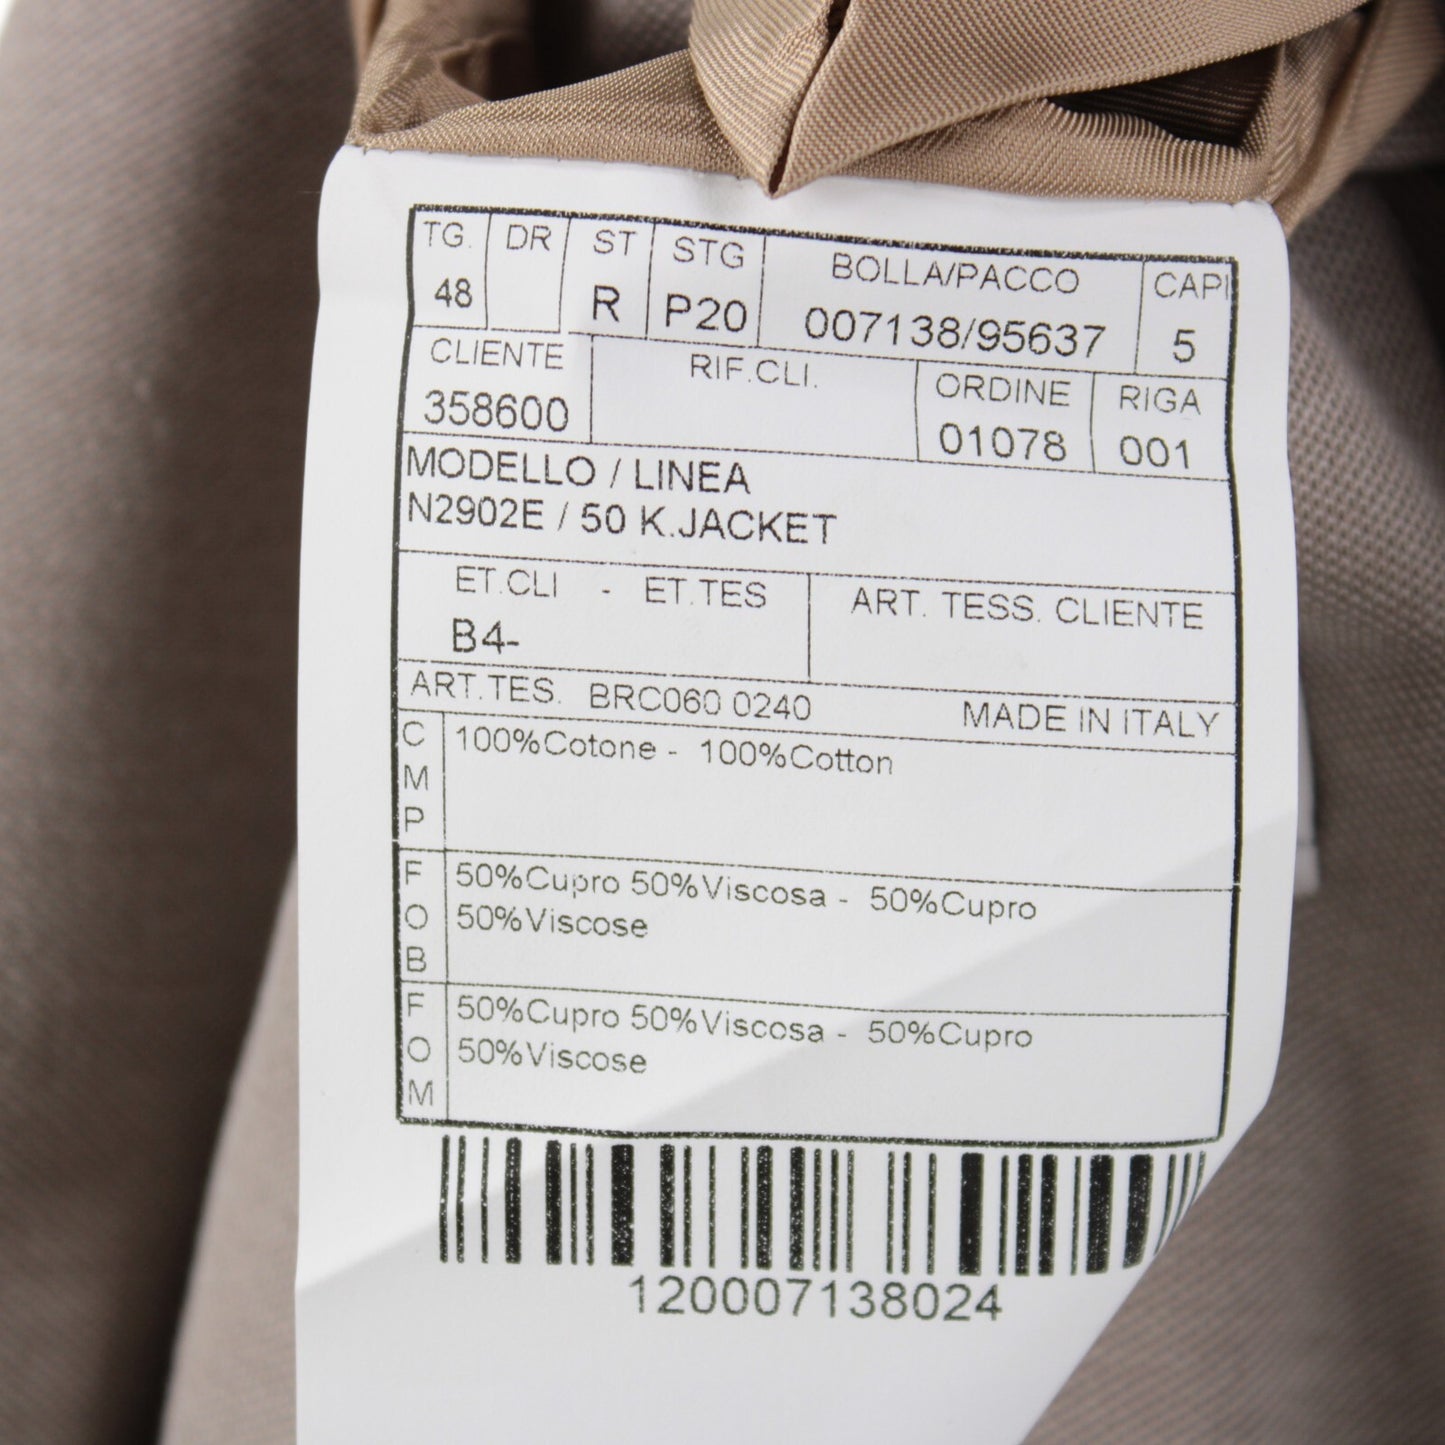 TG. DR ST STG BOLLA/PACCO CAPI
48 R P20 007138/95637 5
CLIENTE RIF.CLI. ORDINE RIGA
358600 01078 001
MODELLO / LINEA
N2902E / 50 K.JACKET
ET.CLI - ET.TES ART. TESS. CLIENTE
B4-
ART.TES. BRC060 0240 MADE IN ITALY
CMP 100%Cotone - 100%Cotton
FOB 50%Cupro 50%Viscosa - 50%Cupro
50%Viscose
FOM 50%Cupro 50%Viscosa - 50%Cupro
50%Viscose
120007138024